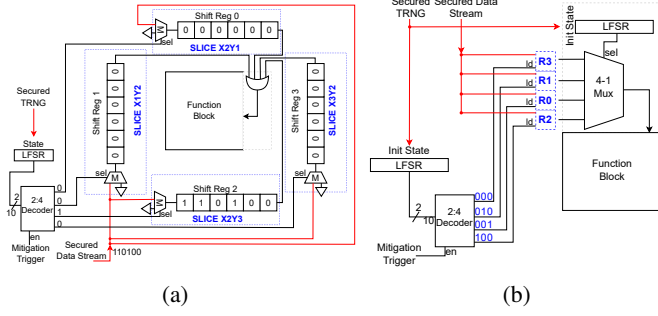 Shift Reg 0
M
0 0 0 0 0 0
sel
SLICE X2Y1
Secured
TRNG
State
LFSR
2
10
2:4
Decoder
0
0
1
0
en
Mitigation
Trigger
Shift Reg 1
0
0
0
0
0
0
SLICE X1Y2
sel
M
Function
Block
Shift Reg 3
0
0
0
0
0
0
SLICE X3Y2
sel
M
Shift Reg 2
M
1 1 0 1 0 0
sel
SLICE X2Y3
Secured
Data Stream
110100
(a)
Secured
TRNG
Secured Data
Stream
Init State
LFSR
sel
ld
R3
ld
R1
ld
R0
ld
R2
4-1
Mux
Function
Block
Init State
LFSR
2
10
2:4
Decoder
000
010
001
100
en
Mitigation
Trigger
(b)